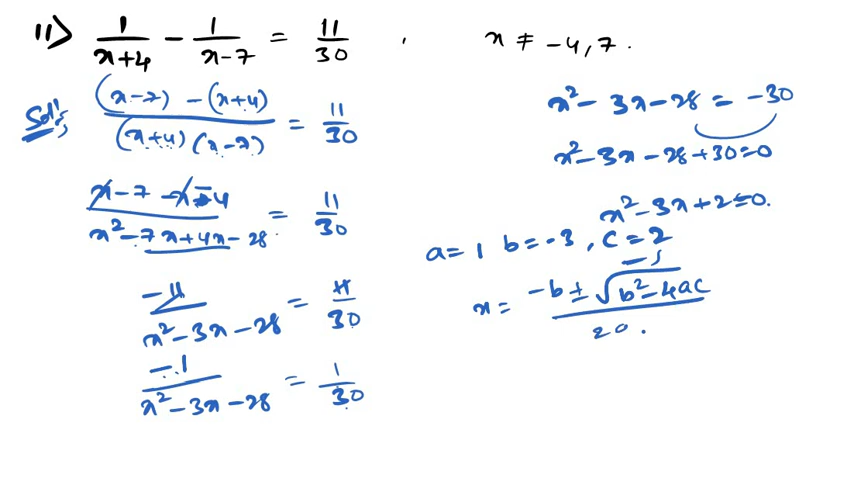 11> 1/(x+4) - 1/(x-7) = 11/30 . x ≠ -4, 7.
Sol: ((x-7) - (x+4))/((x+4)(x-7)) = 11/30
(x-7-x-4)/(x²-7x+4x-28) = 11/30
-11/(x²-3x-28) = 11/30
-1/(x²-3x-28) = 1/30
x²-3x-28 = -30
x²-3x-28+30=0
x²-3x+2=0.
a=1 b=-3, c=2
x = (-b±√(b²-4ac))/2a.